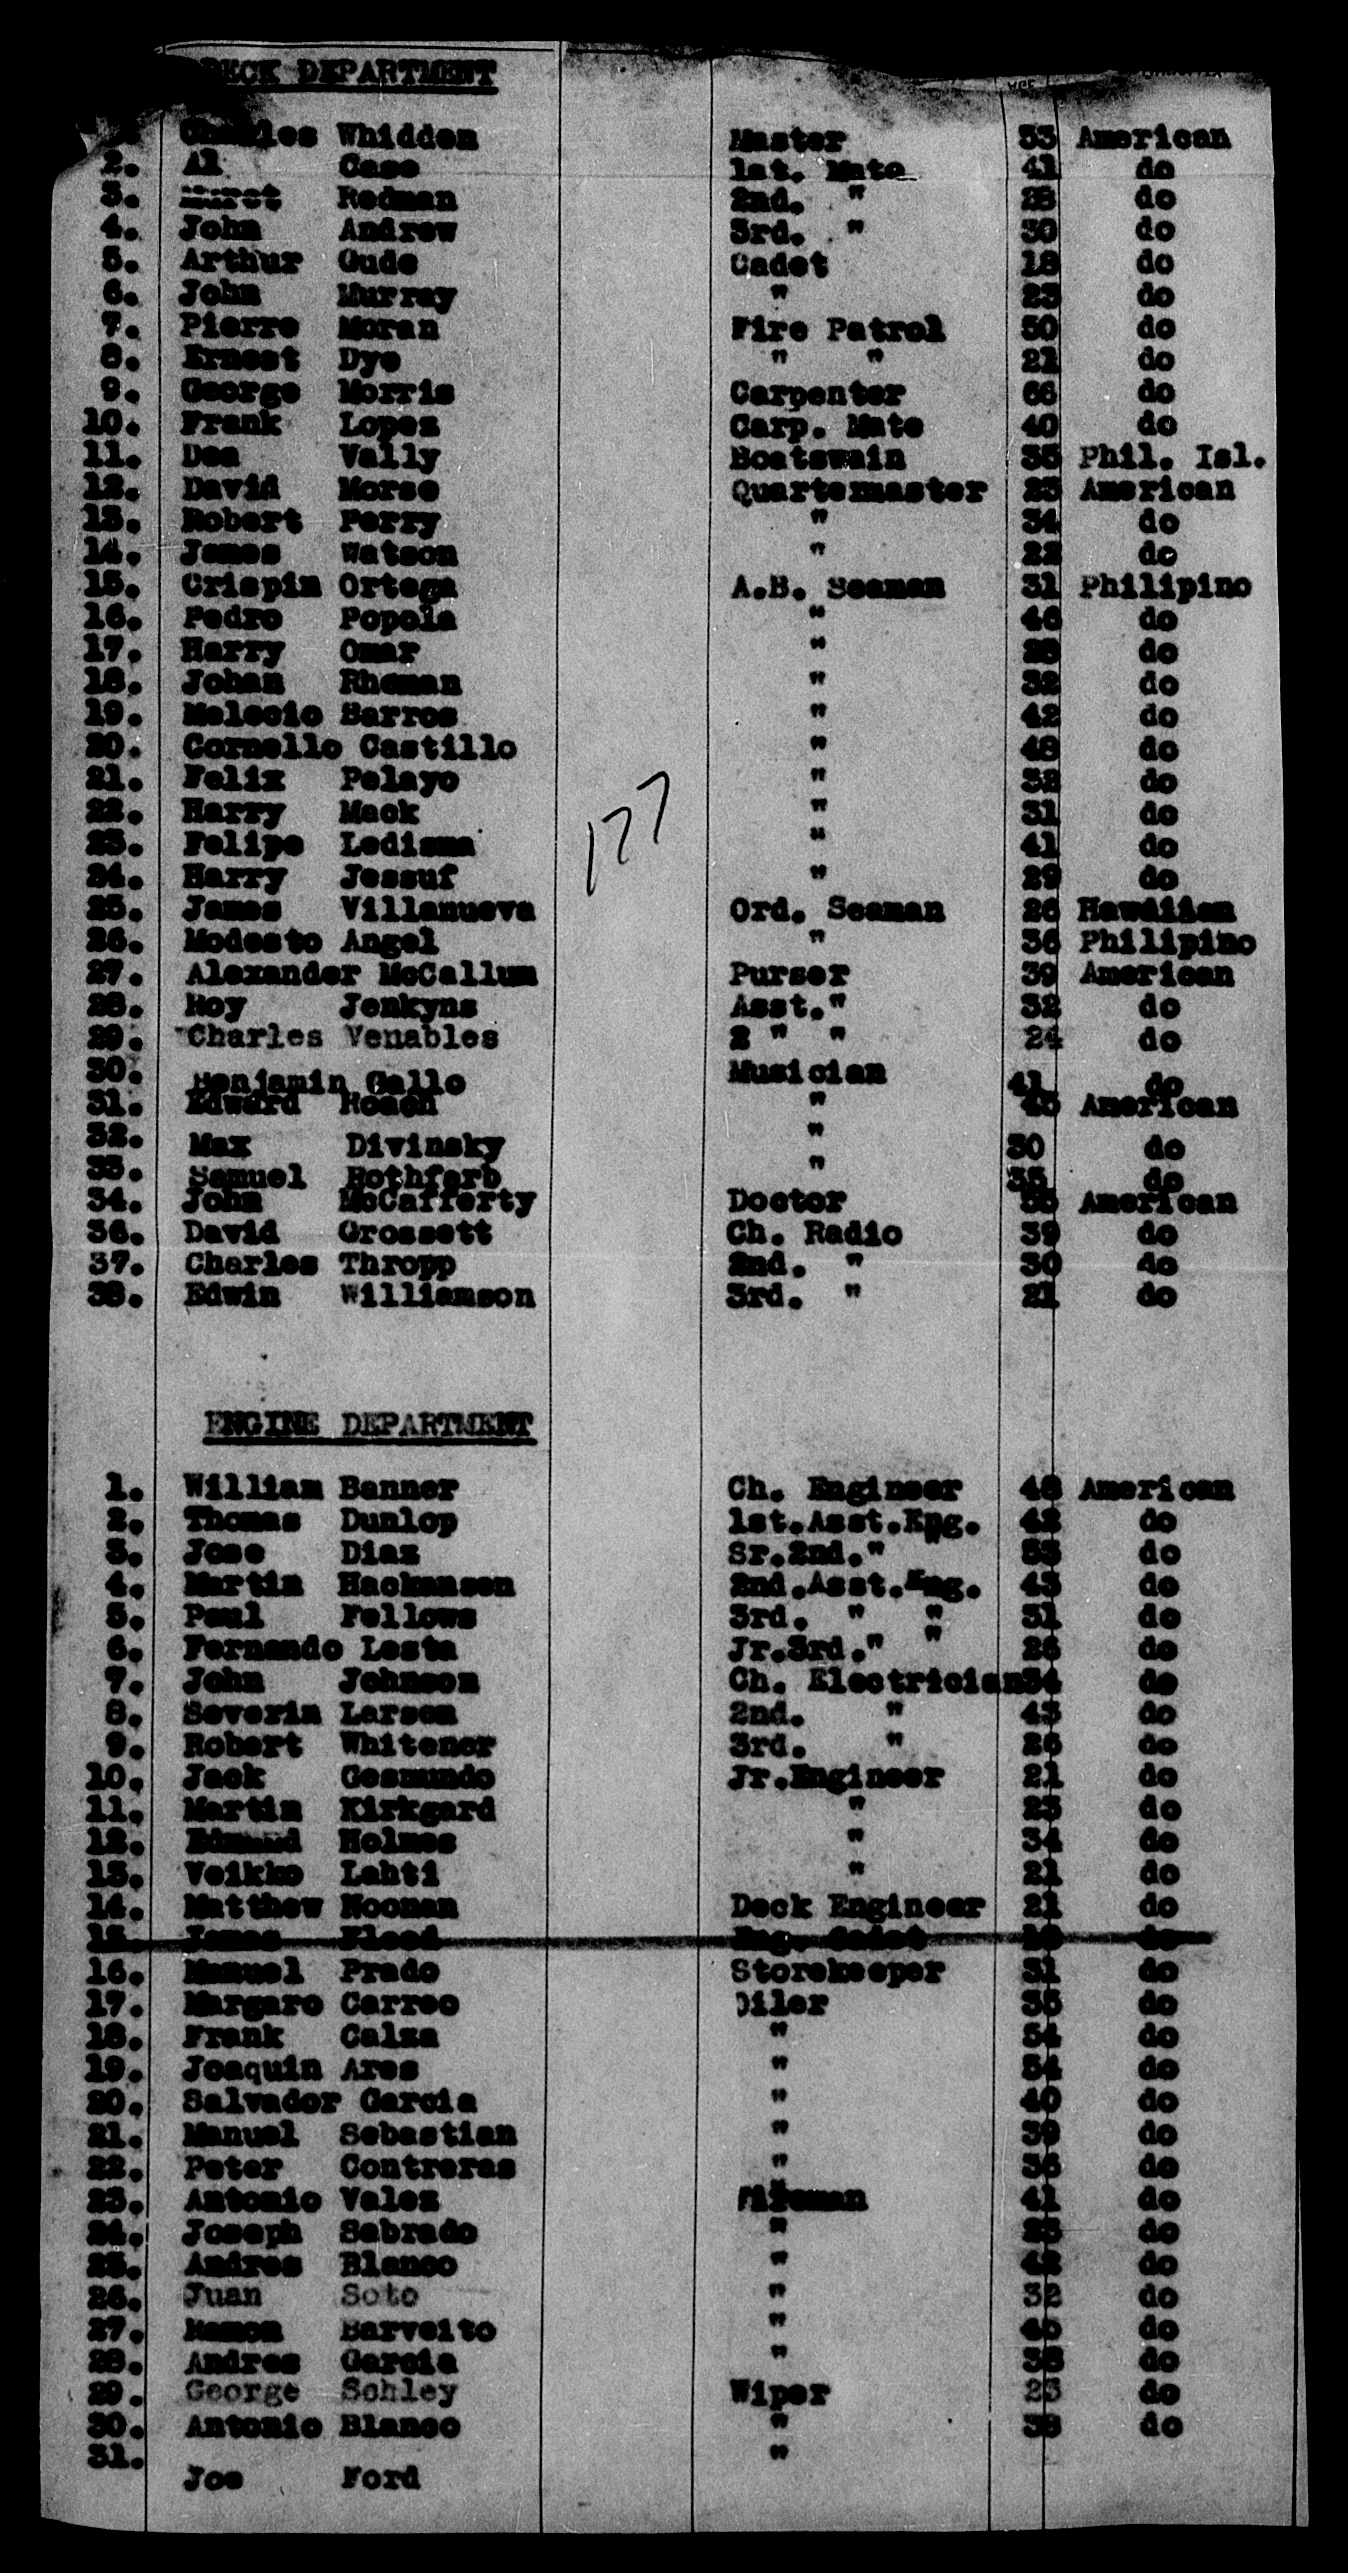 DECK DEPARTMENT
Charles Whidden Master 33 American
2. Al Case 1st. Mate 41 do
3. Redman 2nd. " 28 do
4. John Andrew 3rd. " 30 do
5. Arthur Gude Cadet 18 do
6. John Murray " 23 do
7. Pierre Moran Fire Patrol 50 do
8. Ernest Dye " " 21 do
9. George Morris Carpenter 66 do
10. Frank Lopez Carp. Mate 40 do
11. Dea Vally Boatswain 35 Phil. Isl.
12. David Morse Quartermaster 23 American
13. Robert Perry " 34 do
14. James Watson " 22 do
15. Crispin Ortega A.B. Seaman 31 Philipino
16. Pedro Popola " 46 do
17. Harry Omar " 28 do
18. Johan Rheman " 32 do
19. Melecio Barros " 42 do
20. Cornello Castillo " 48 do
21. Felix Pelayo " 32 do
22. Harry Mack " 31 do
23. Felipe Ledisma " 41 do
24. Harry Jessuf " 29 do
177
25. James Villanueva Ord. Seaman 26 Hawaiian
26. Modesto Angel " 36 Philipino
27. Alexander McCallum Purser 39 American
28. Roy Jenkyns Asst." 32 do
29. Charles Venables 2 " " 24 do
30. Benjamin Gallo Musician 41 do
31. Edward Roach " 45 American
32. Max Divinsky " 30 do
33. Samuel Rothfarb " 35 do
34. John McCafferty Doctor 55 American
36. David Grossett Ch. Radio 39 do
37. Charles Thropp 2nd. " 30 do
38. Edwin Williamson 3rd. " 21 do
ENGINE DEPARTMENT
1. William Banner Ch. Engineer 48 American
2. Thomas Dunlop 1st.Asst.Eng. 42 do
3. Jose Diaz Sr.2nd." " 53 do
4. Martin Hackansen 2nd.Asst.Eng. 43 do
5. Paul Fellows 3rd. " " 31 do
6. Fernando Lesta Jr.3rd." " 26 do
7. John Johnson Ch. Electrician 34 do
8. Severin Larson 2nd. " 43 do
9. Robert Whitener 3rd. " 26 do
10. Jack Gesmundo Jr.Engineer 21 do
11. Martin Kirkgard " 23 do
12. Edmund Holmes " 34 do
13. Veikko Lahti " 21 do
14. Matthew Noonan Deck Engineer 21 do
15. James Eng. Cadet do
16. Manuel Prado Storekeeper 31 do
17. Margaro Carreo Oiler 35 do
18. Frank Calza " 54 do
19. Joaquin Ares " 34 do
20. Salvador Garcia " 40 do
21. Manuel Sebastian " 39 do
22. Peter Contreras " 36 do
23. Antonio Valez Fireman 41 do
24. Joseph Sabrado " 25 do
25. Andres Blanco " 42 do
26. Juan Soto " 32 do
27. Ramon Barveito " 45 do
28. Andres Garcia " 38 do
29. George Schley Wiper 23 do
30. Antonio Blanco " 38 do
31. Joe Ford "